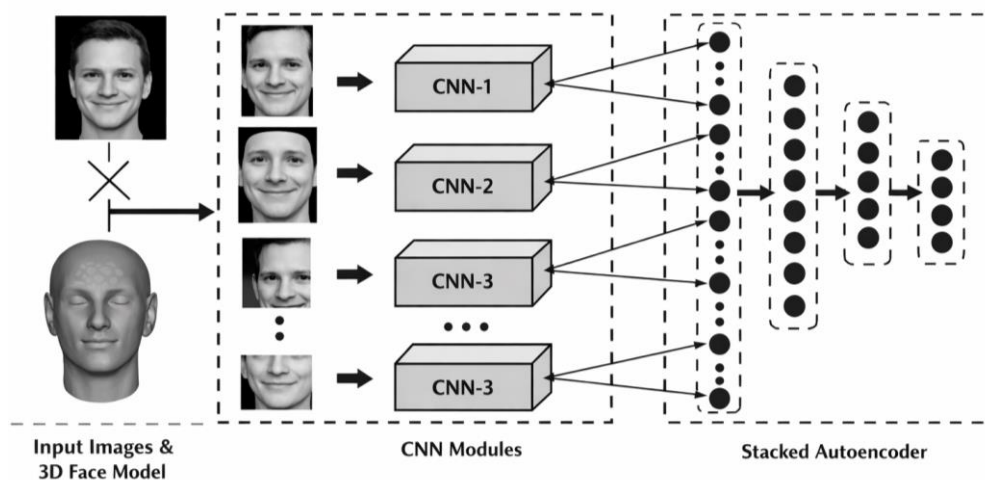 CNN-1
CNN-2
CNN-3
CNN-3
Input Images &
3D Face Model
CNN Modules
Stacked Autoencoder